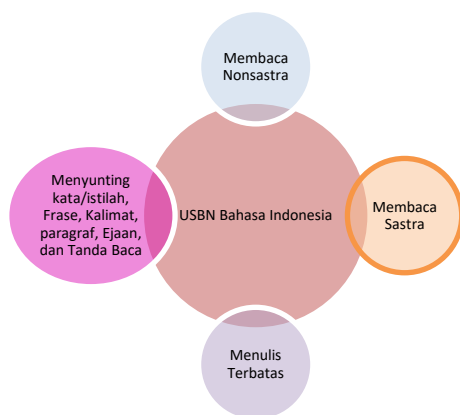 Membaca
Nonsastra
Menyunting
kata/istilah,
Frase, Kalimat,
paragraf, Ejaan,
dan Tanda Baca
USBN Bahasa Indonesia
Membaca
Sastra
Menulis
Terbatas